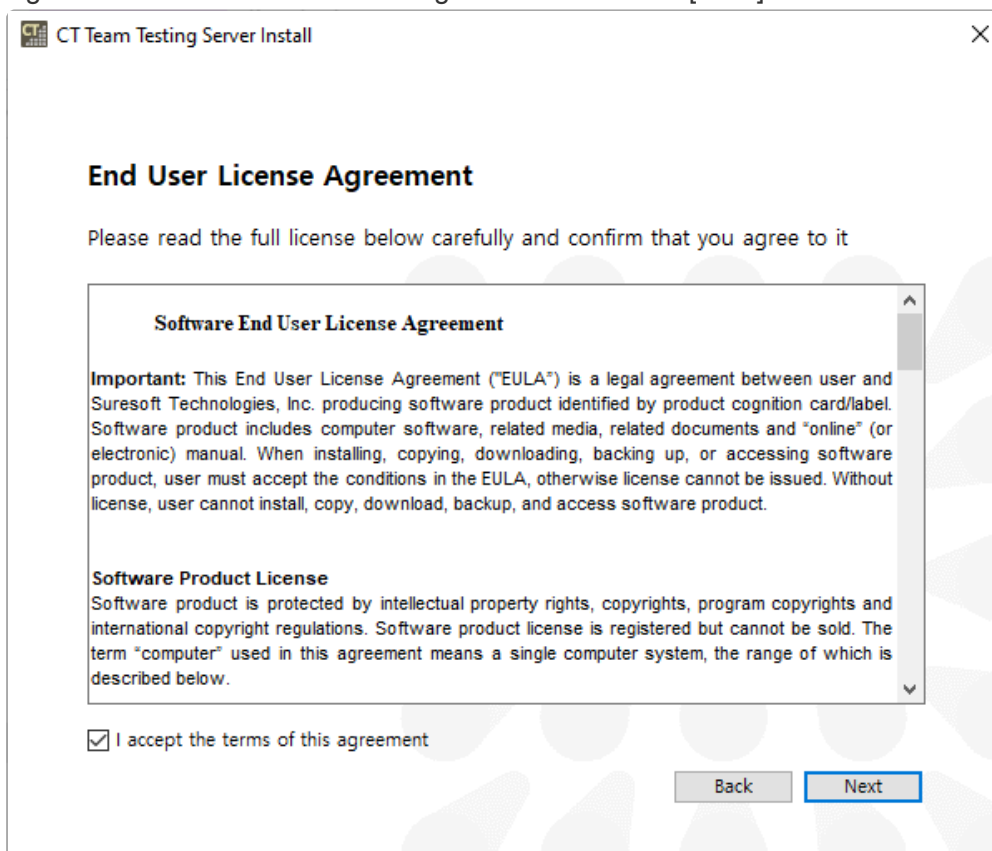 CT Team Testing Server Install
End User License Agreement
Please read the full license below carefully and confirm that you agree to it
Software End User License Agreement
Important: This End User License Agreement ("EULA") is a legal agreement between user and
Suresoft Technologies, Inc. producing software product identified by product cognition card/label.
Software product includes computer software, related media, related documents and "online" (or
electronic) manual. When installing, copying, downloading, backing up, or accessing software
product, user must accept the conditions in the EULA, otherwise license cannot be issued. Without
license, user cannot install, copy, download, backup, and access software product.
Software Product License
Software product is protected by intellectual property rights, copyrights, program copyrights and
international copyright regulations. Software product license is registered but cannot be sold. The
term "computer" used in this agreement means a single computer system, the range of which is
described below.
I accept the terms of this agreement
Back Next